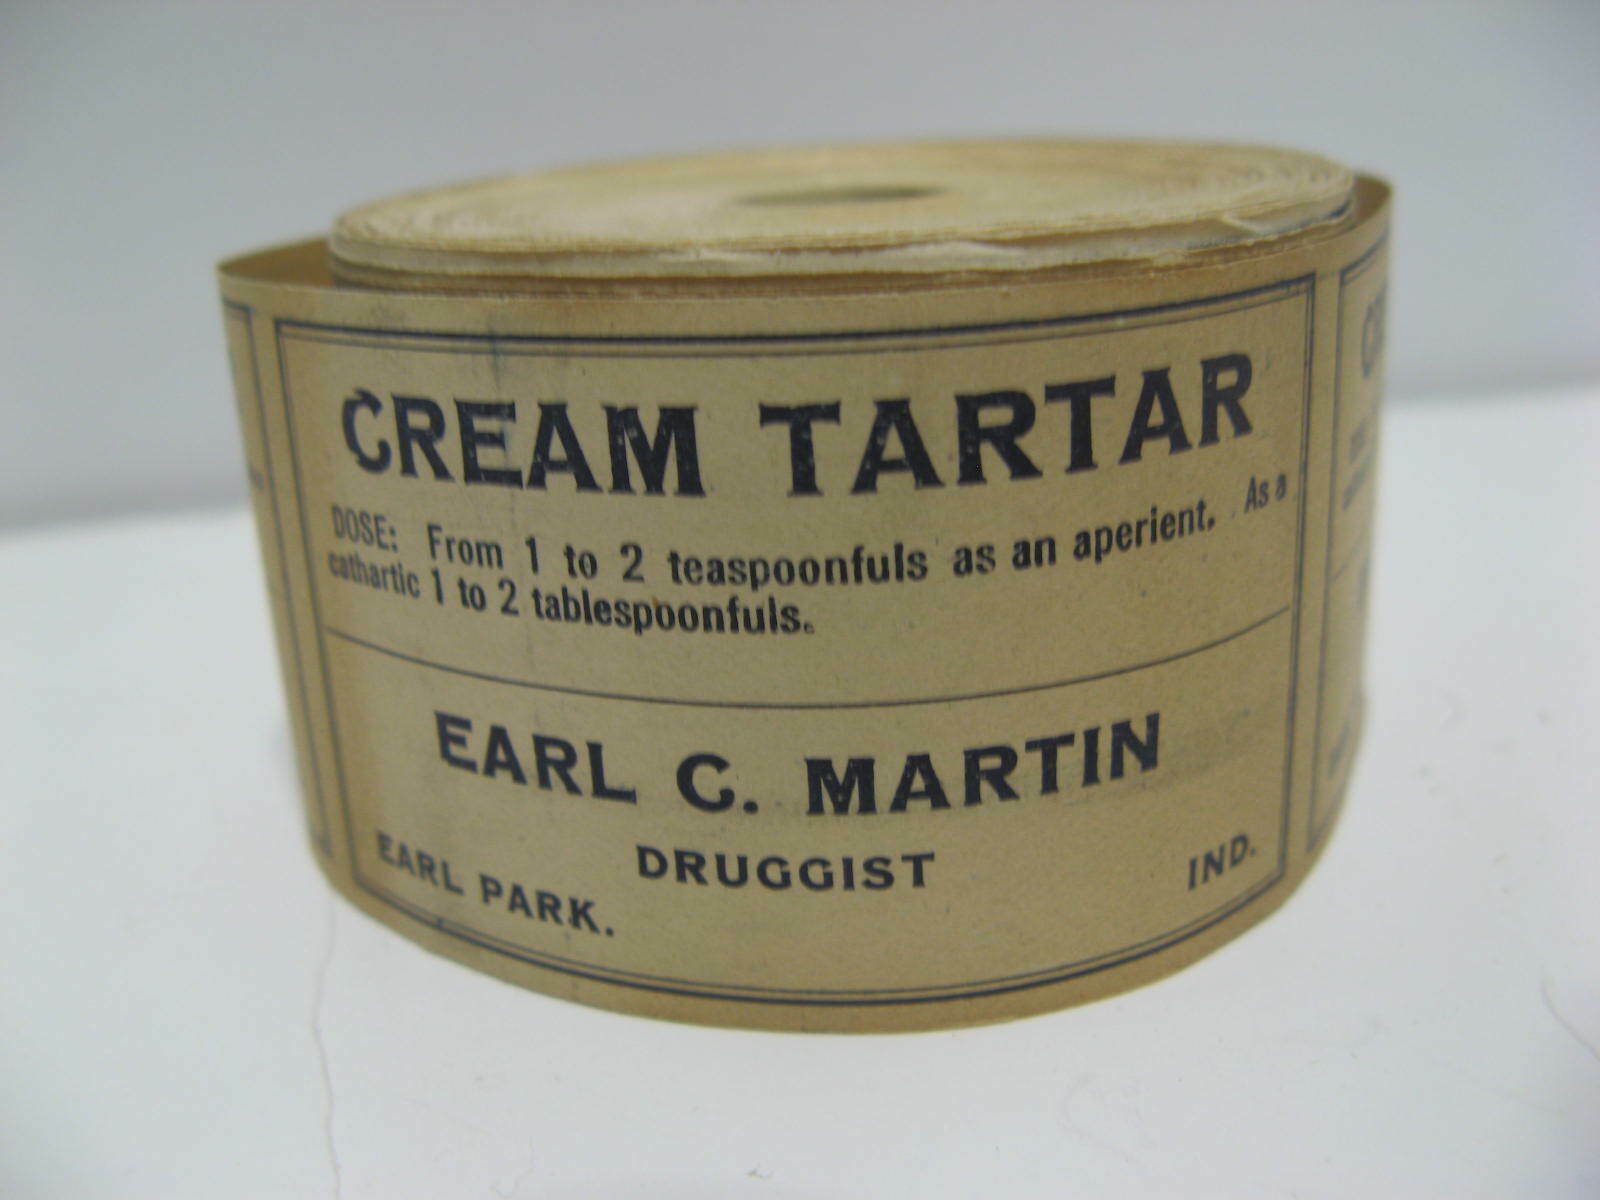 CREAM TARTAR
DOSE: From 1 to 2 teaspoonfuls as an aperient. As a
cathartic 1 to 2 tablespoonfuls.
EARL C. MARTIN
DRUGGIST
EARL PARK. IND.